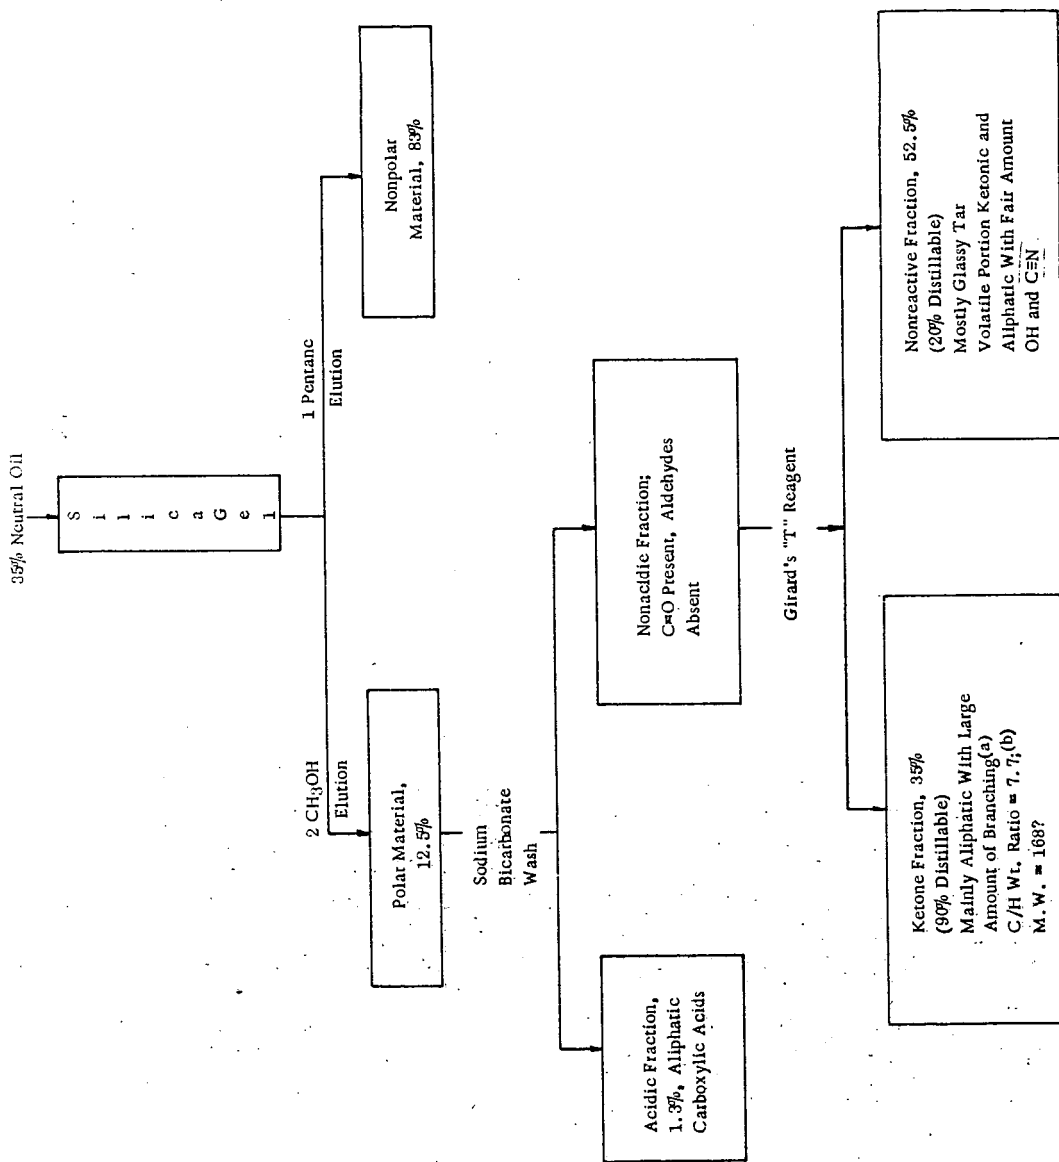 35% Neutral Oil
S i l i c a G e l
1 Pentane
Elution
2 CH3OH
Elution
Nonpolar
Material, 83%
Polar Material,
12.5%
Sodium
Bicarbonate
Wash
Acidic Fraction,
1.3%, Aliphatic
Carboxylic Acids
Nonacidic Fraction;
C=O Present, Aldehydes
Absent
Girard's "T" Reagent
Ketone Fraction, 35%
(90% Distillable)
Mainly Aliphatic With Large
Amount of Branching(a)
C/H Wt. Ratio = 7.7;(b)
M.W. = 168?
Nonreactive Fraction, 52.5%
(20% Distillable)
Mostly Glassy Tar
Volatile Portion Ketonic and
Aliphatic With Fair Amount
OH and C≡N